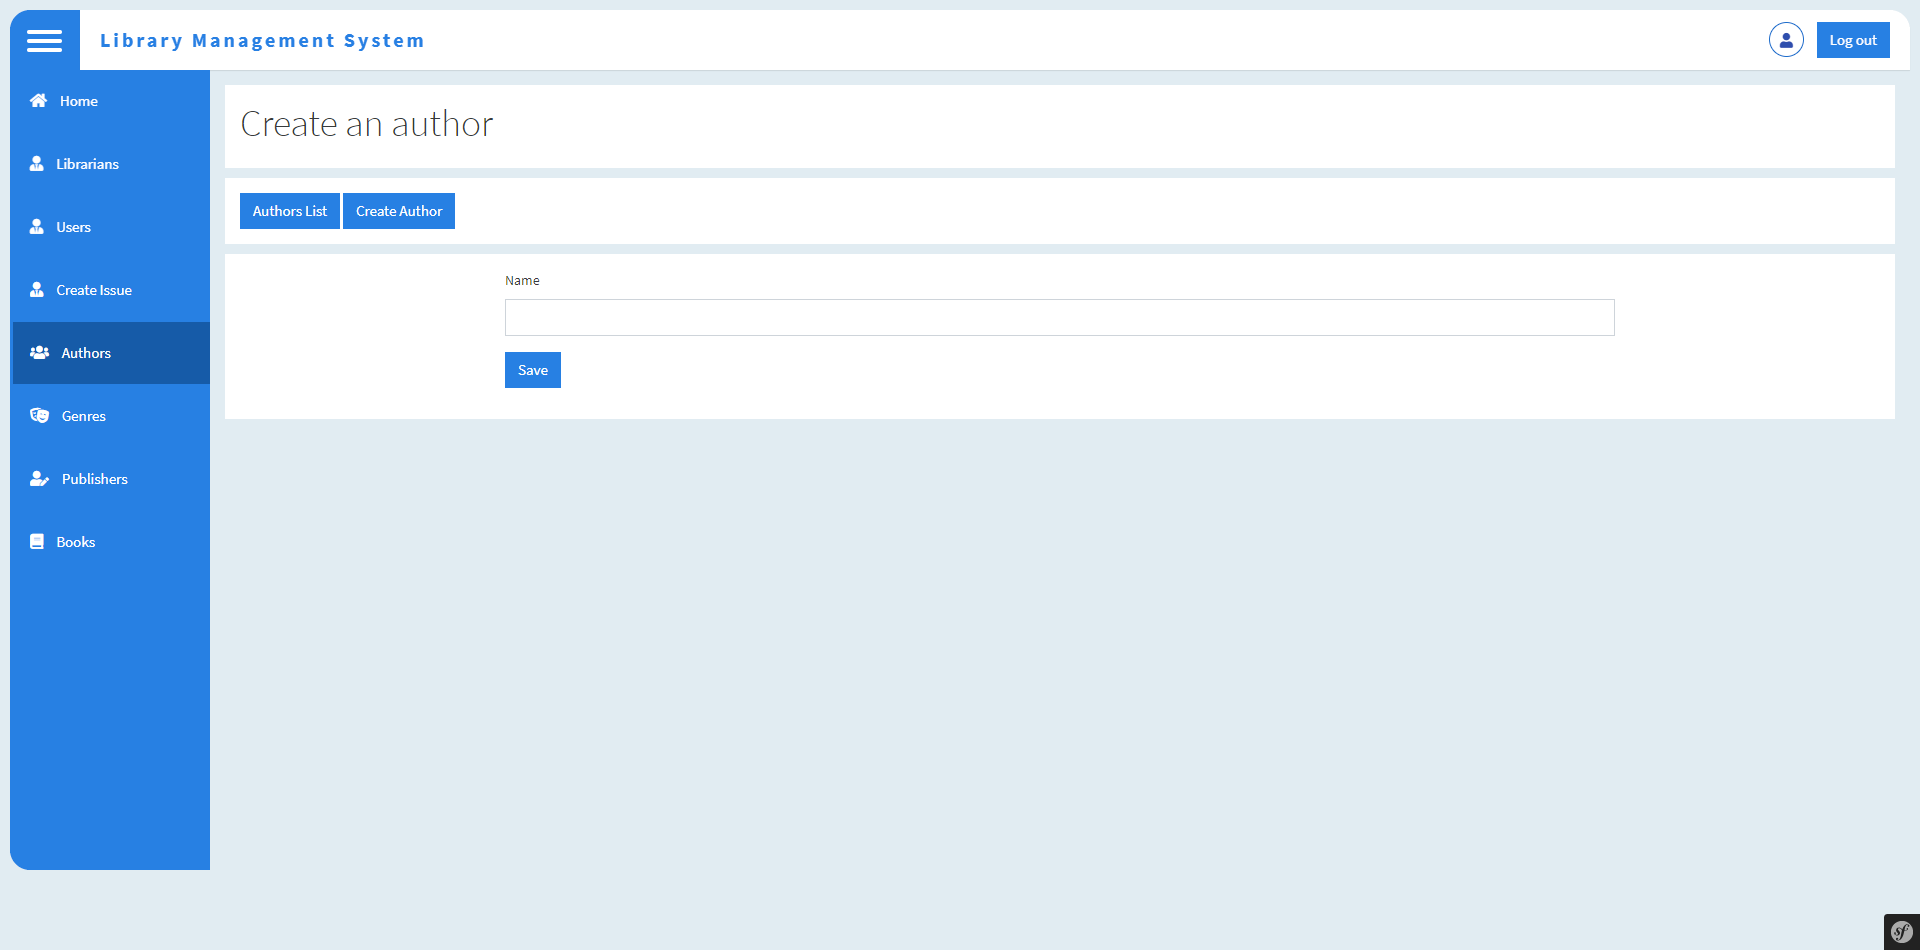 Library Management System
Log out
Home
Librarians
Users
Create Issue
Authors
Genres
Publishers
Books
Create an author
Authors List
Create Author
Name
Save
sf